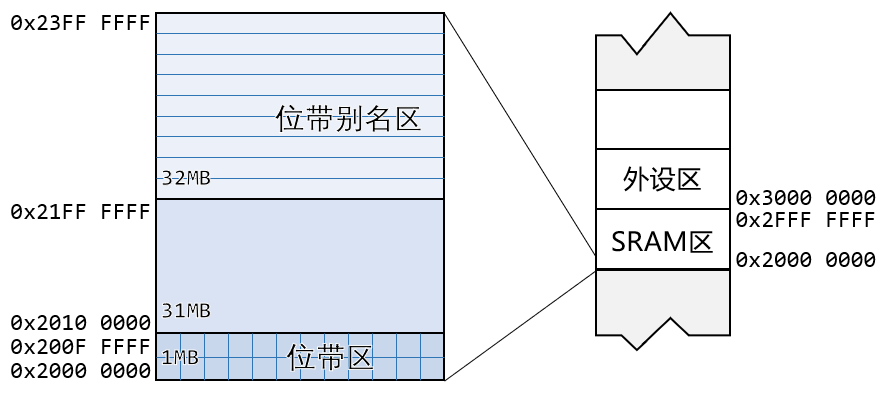 0x23FF FFFF
位带别名区
32MB
0x21FF FFFF
31MB
0x2010 0000
0x200F FFFF
1MB
位带区
0x2000 0000
外设区
0x3000 0000
0x2FFF FFFF
SRAM区
0x2000 0000